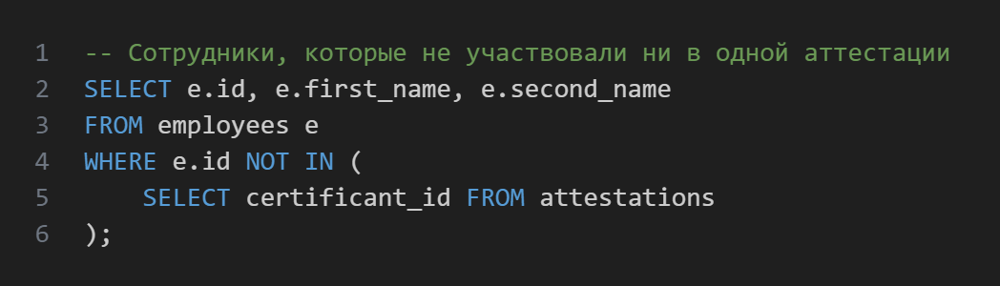 1 -- Сотрудники, которые не участвовали ни в одной аттестации
2 SELECT e.id, e.first_name, e.second_name
3 FROM employees e
4 WHERE e.id NOT IN (
5     SELECT certificant_id FROM attestations
6 );